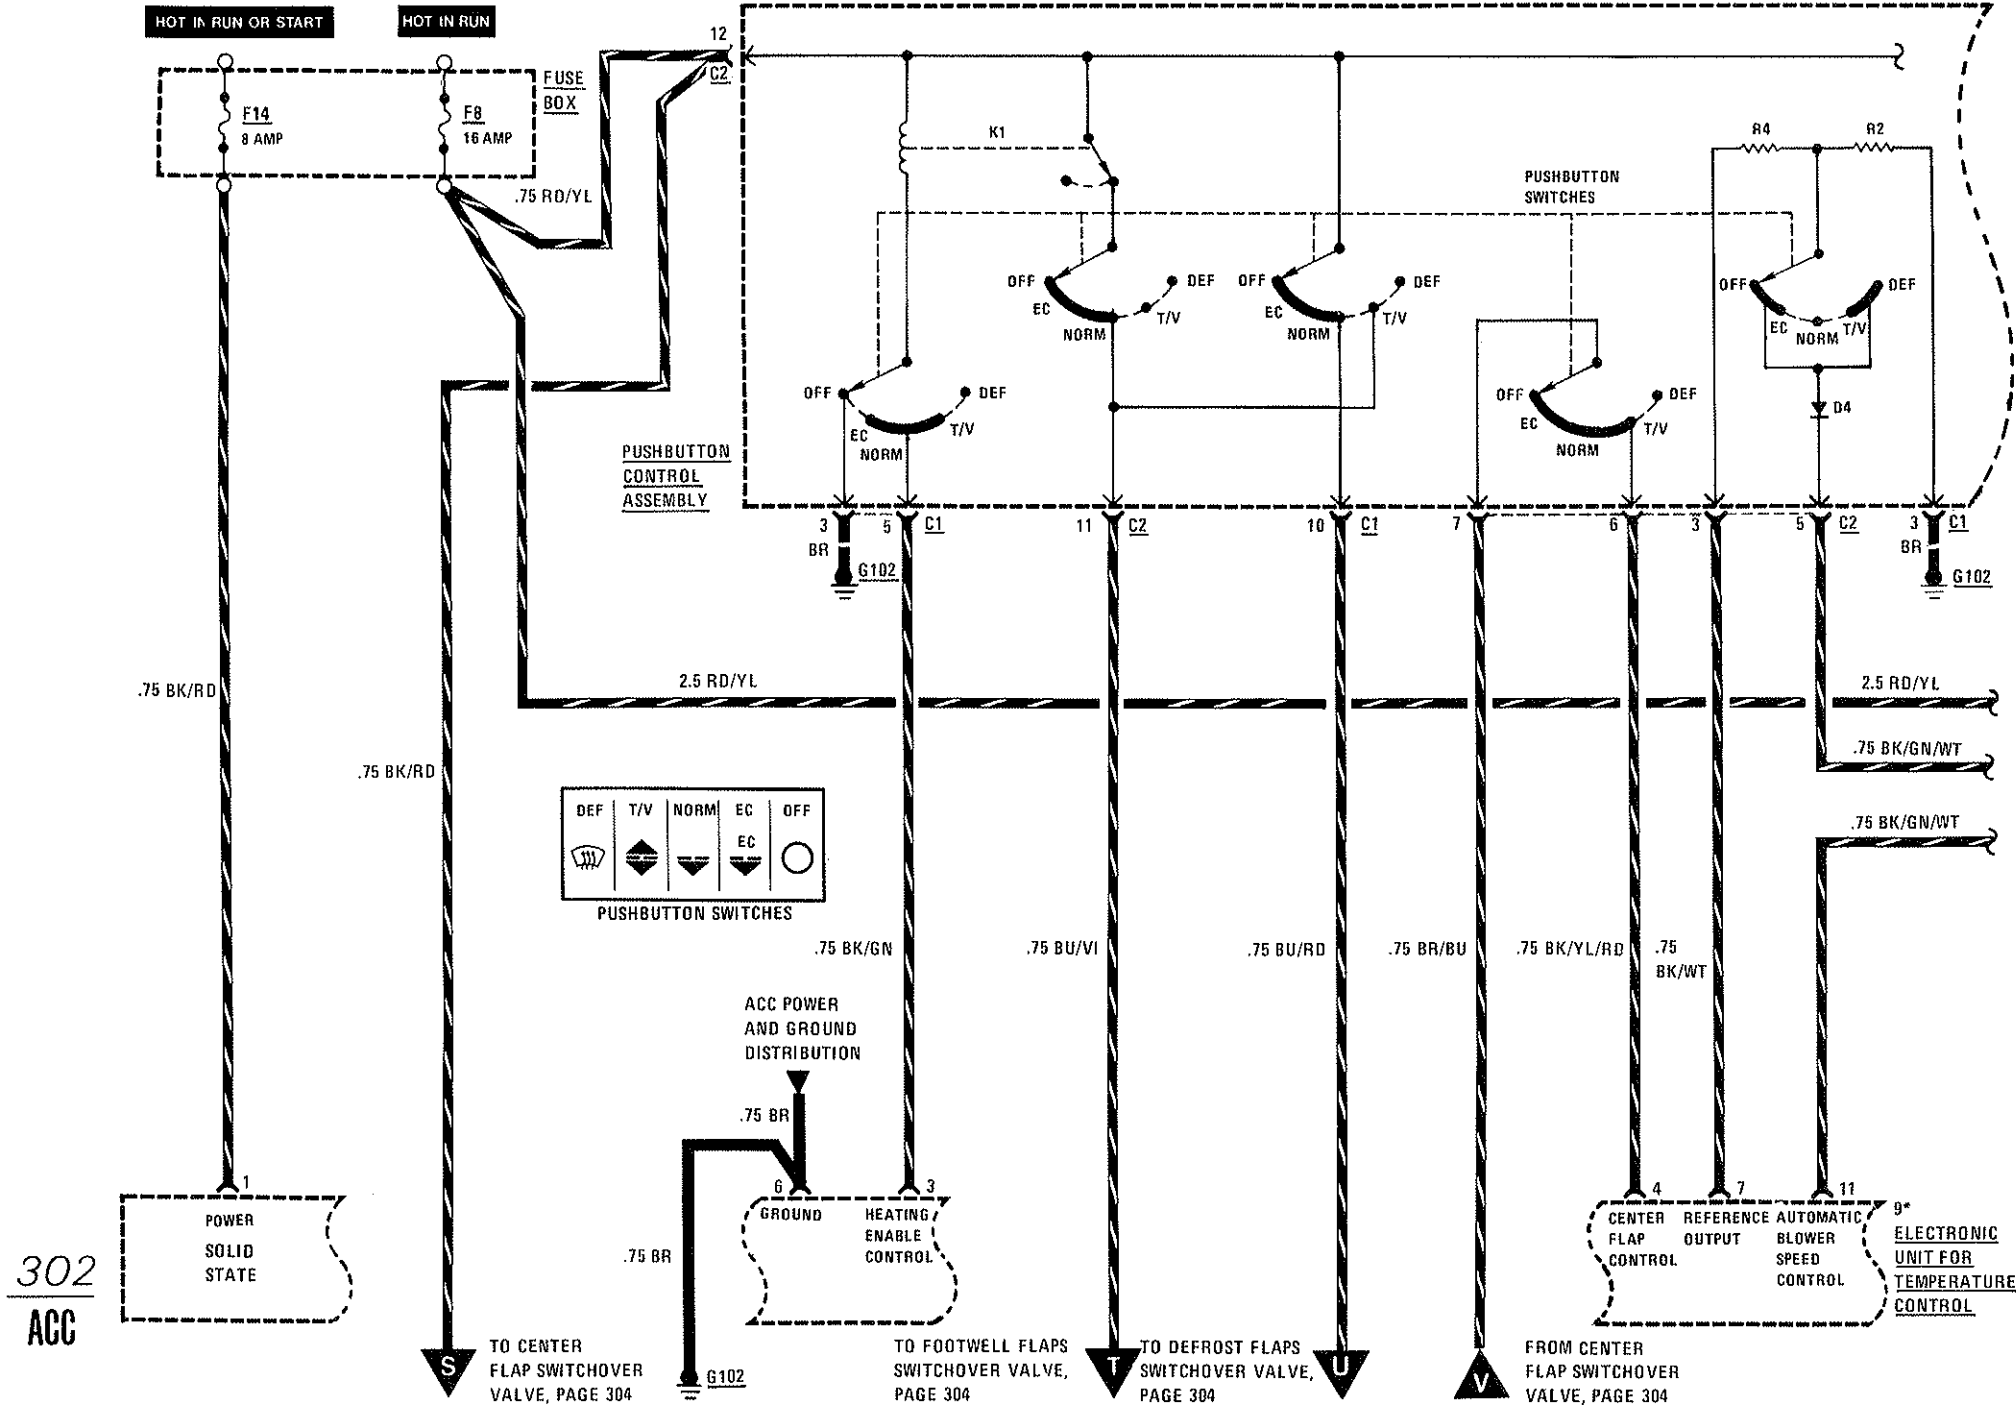 HOT IN RUN OR START
HOT IN RUN
FUSE
BOX
F14
8 AMP
F8
16 AMP
.75 RD/YL
12
C2
K1
R4
R2
PUSHBUTTON
SWITCHES
OFF
EC
NORM
T/V
DEF
OFF
EC
NORM
T/V
DEF
OFF
EC
NORM
T/V
DEF
D4
OFF
EC
NORM
T/V
DEF
OFF
EC
NORM
T/V
DEF
PUSHBUTTON
CONTROL
ASSEMBLY
3
5
C1
11
C2
10
C1
7
6
3
5
C2
3
C1
BR
G102
BR
G102
.75 BK/RD
2.5 RD/YL
2.5 RD/YL
.75 BK/RD
.75 BK/GN/WT
.75 BK/GN/WT
DEF
T/V
NORM
EC
OFF
EC
PUSHBUTTON SWITCHES
.75 BK/GN
.75 BU/VI
.75 BU/RD
.75 BR/BU
.75 BK/YL/RD
.75
BK/WT
ACC POWER
AND GROUND
DISTRIBUTION
.75 BR
.75 BR
1
POWER
SOLID
STATE
6
3
GROUND
HEATING
ENABLE
CONTROL
4
7
11
9*
CENTER
FLAP
CONTROL
REFERENCE
OUTPUT
AUTOMATIC
BLOWER
SPEED
CONTROL
ELECTRONIC
UNIT FOR
TEMPERATURE
CONTROL
302
ACC
S
TO CENTER
FLAP SWITCHOVER
VALVE, PAGE 304
G102
TO FOOTWELL FLAPS
SWITCHOVER VALVE,
PAGE 304
T
TO DEFROST FLAPS
SWITCHOVER VALVE,
PAGE 304
U
V
FROM CENTER
FLAP SWITCHOVER
VALVE, PAGE 304